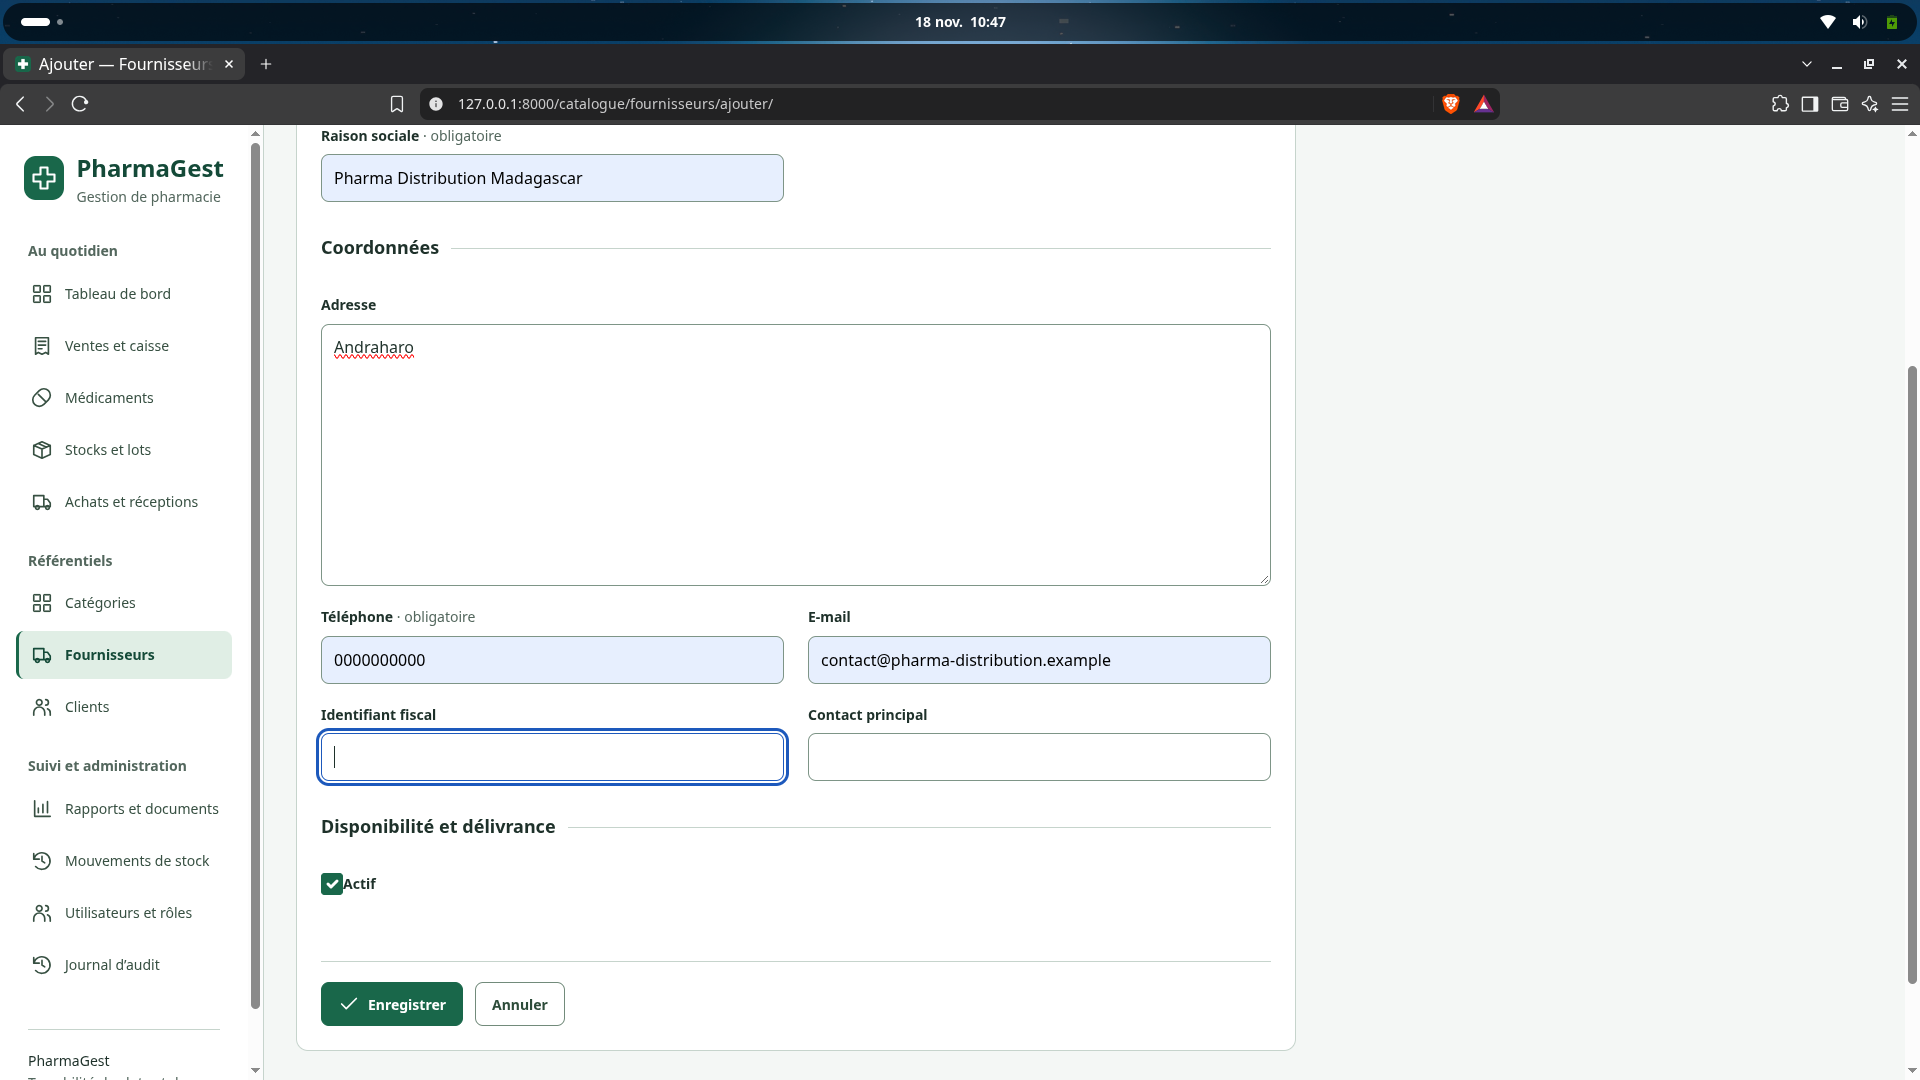 18 nov. 10:47
Ajouter — Fournisseur
127.0.0.1:8000/catalogue/fournisseurs/ajouter/
PharmaGest
Gestion de pharmacie
Au quotidien
Tableau de bord
Ventes et caisse
Médicaments
Stocks et lots
Achats et réceptions
Référentiels
Catégories
Fournisseurs
Clients
Suivi et administration
Rapports et documents
Mouvements de stock
Utilisateurs et rôles
Journal d’audit
PharmaGest
Raison sociale · obligatoire
Pharma Distribution Madagascar
Coordonnées
Adresse
Andraharo
Téléphone · obligatoire
E-mail
0000000000
contact@pharma-distribution.example
Identifiant fiscal
Contact principal
Disponibilité et délivrance
Actif
Enregistrer
Annuler